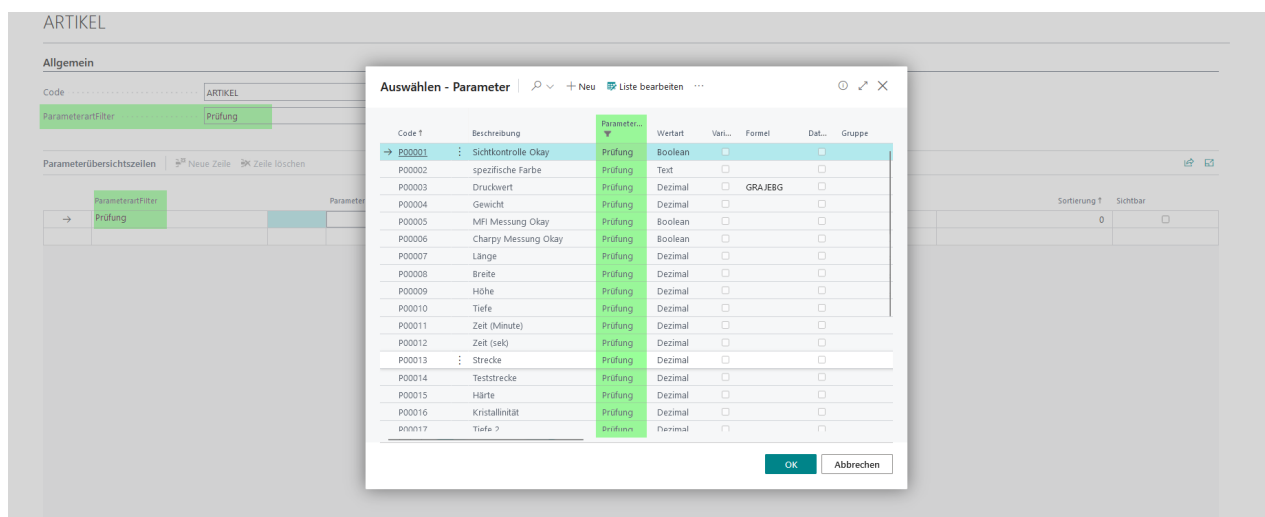 ARTIKEL
Allgemein
Code ARTIKEL
ParameterartFilter Prüfung
Parameterübersichtszeilen Neue Zeile Zeile löschen
ParameterartFilter Parameter Sortierung ↑ Sichtbar
→ Prüfung 0
Auswählen - Parameter + Neu Liste bearbeiten ...
Code ↑ Beschreibung Parameter... Wertart Vari... Formel Dat... Gruppe
→ P00001 Sichtkontrolle Okay Prüfung Boolean
P00002 spezifische Farbe Prüfung Text
P00003 Druckwert Prüfung Dezimal GRAJEBG
P00004 Gewicht Prüfung Dezimal
P00005 MFI Messung Okay Prüfung Boolean
P00006 Charpy Messung Okay Prüfung Boolean
P00007 Länge Prüfung Dezimal
P00008 Breite Prüfung Dezimal
P00009 Höhe Prüfung Dezimal
P00010 Tiefe Prüfung Dezimal
P00011 Zeit (Minute) Prüfung Dezimal
P00012 Zeit (sek) Prüfung Dezimal
P00013 Strecke Prüfung Dezimal
P00014 Teststrecke Prüfung Dezimal
P00015 Härte Prüfung Dezimal
P00016 Kristallinität Prüfung Dezimal
P00017 Tiefe 2 Prüfung Dezimal
OK Abbrechen